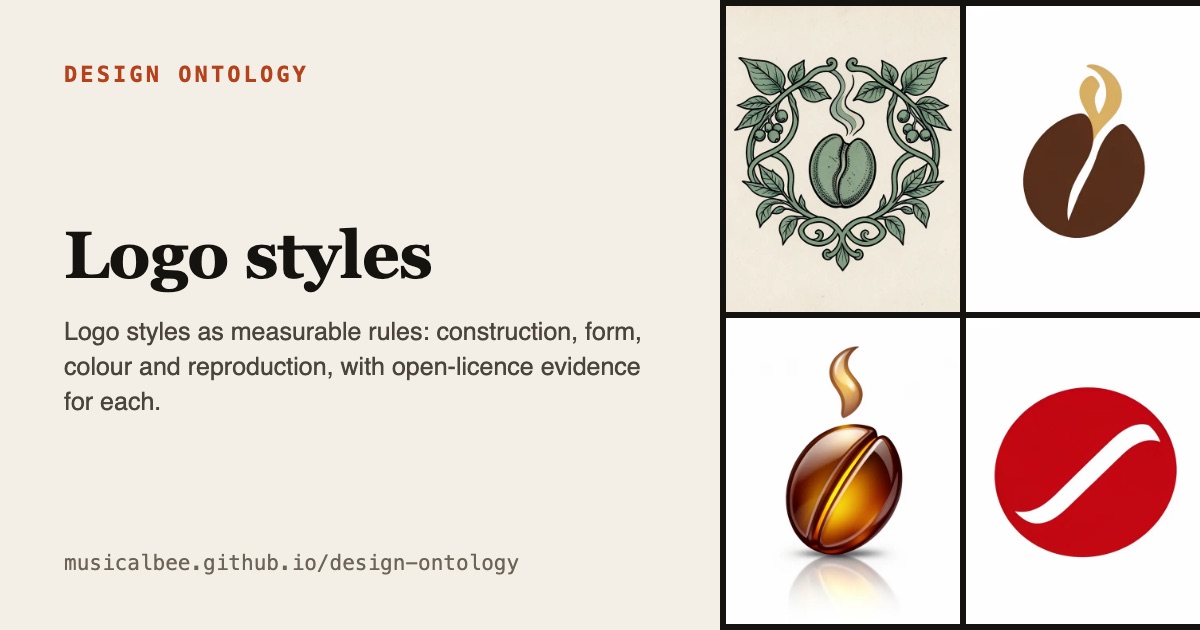 DESIGN ONTOLOGY
Logo styles
Logo styles as measurable rules: construction, form,
colour and reproduction, with open-licence evidence
for each.
musicalbee.github.io/design-ontology